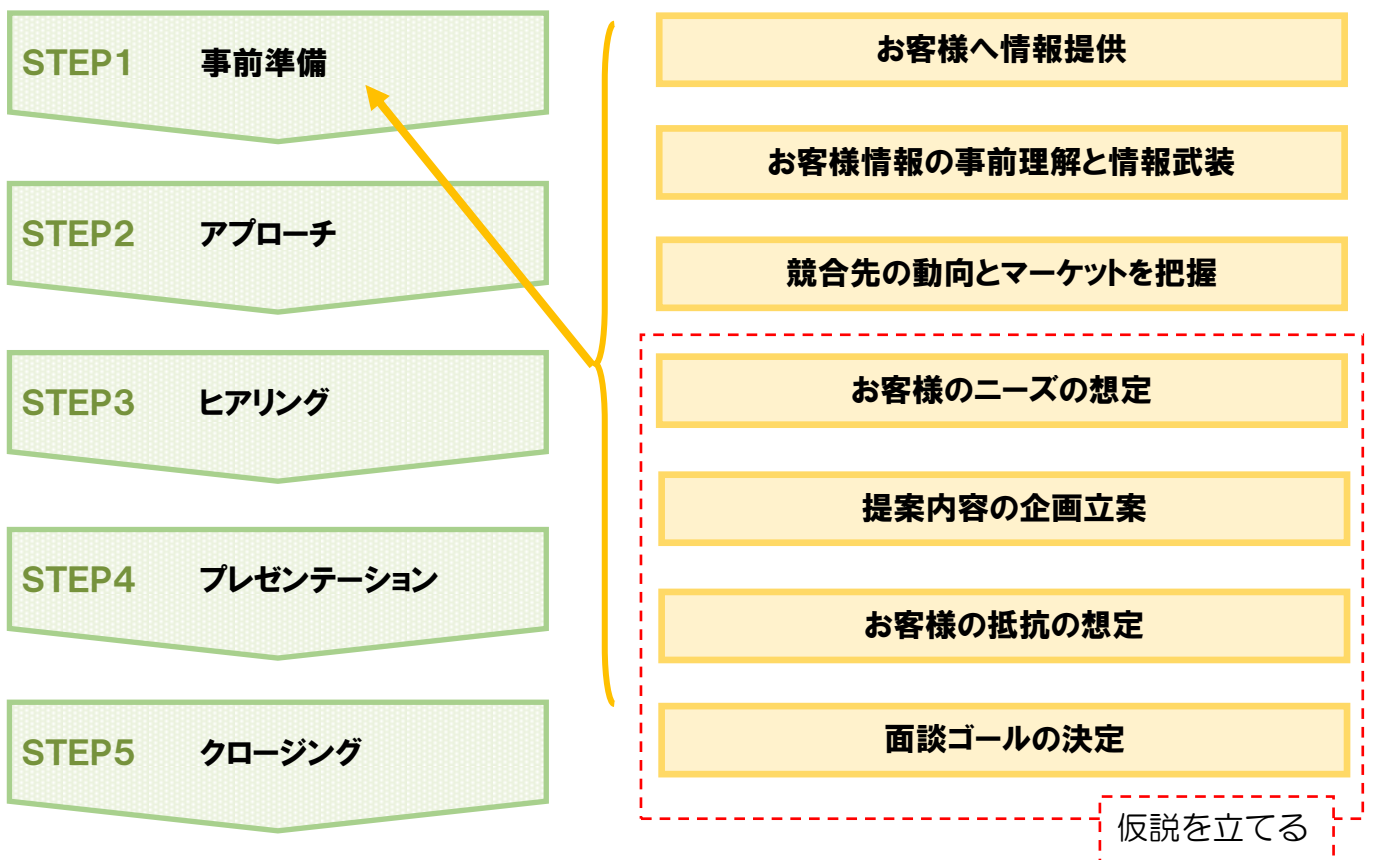 STEP1 事前準備
STEP2 アプローチ
STEP3 ヒアリング
STEP4 プレゼンテーション
STEP5 クロージング
お客様へ情報提供
お客様情報の事前理解と情報武装
競合先の動向とマーケットを把握
お客様のニーズの想定
提案内容の企画立案
お客様の抵抗の想定
面談ゴールの決定
仮説を立てる